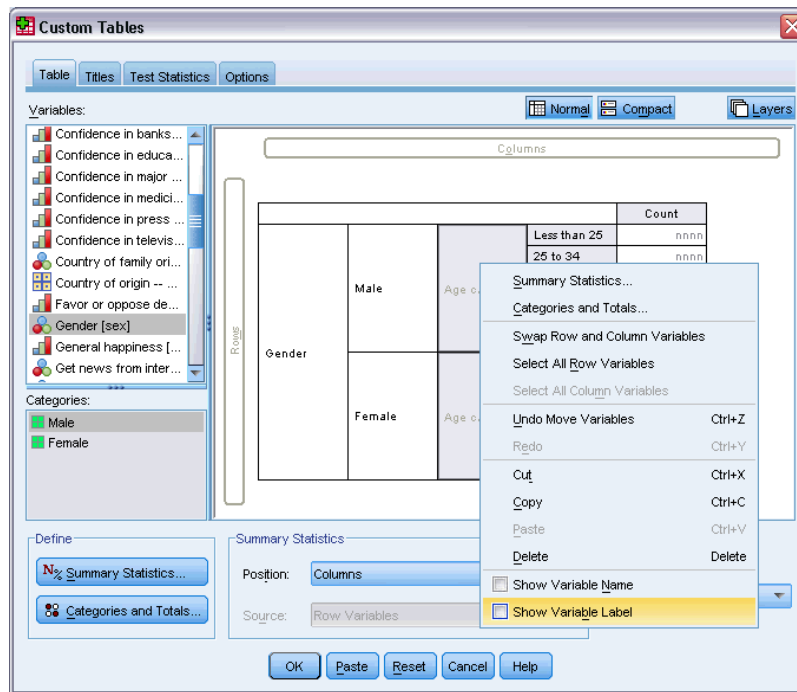 Custom Tables
Table Titles Test Statistics Options
Variables:
Normal Compact Layers
Confidence in banks...
Confidence in educa...
Confidence in major ...
Confidence in medici...
Confidence in press ...
Confidence in televis...
Country of family ori...
Country of origin -- ...
Favor or oppose de...
Gender [sex]
General happiness [...
Get news from inter...
Categories:
Male
Female
Columns
Rows
Count
Less than 25 nnnn
25 to 34 nnnn
Gender
Male
Age c
Female
Age c
Summary Statistics...
Categories and Totals...
Swap Row and Column Variables
Select All Row Variables
Select All Column Variables
Undo Move Variables Ctrl+Z
Redo Ctrl+Y
Cut Ctrl+X
Copy Ctrl+C
Paste Ctrl+V
Delete Delete
Show Variable Name
Show Variable Label
Define
N% Summary Statistics...
Categories and Totals...
Summary Statistics
Position: Columns
Source: Row Variables
OK Paste Reset Cancel Help